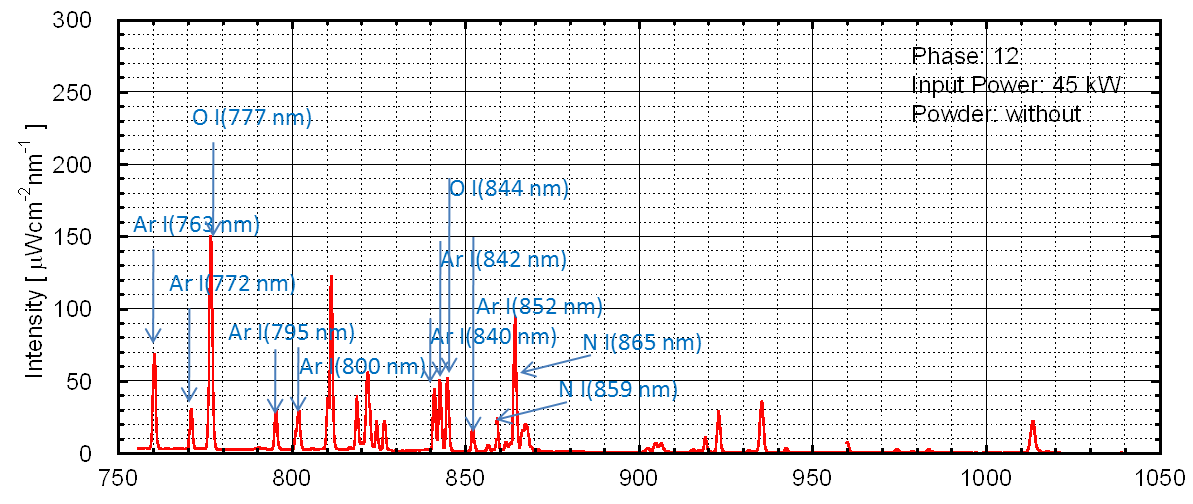 300
250
200
150
100
50
0
Intensity [ μWcm-2nm-1 ]
Phase: 12
Input Power: 45 kW
Powder: without
O I(777 nm)
O I(844 nm)
Ar I(763 nm)
Ar I(842 nm)
Ar I(772 nm)
Ar I(852 nm)
Ar I(795 nm)
Ar I(840 nm)
N I(865 nm)
Ar I(800 nm)
N I(859 nm)
750 800 850 900 950 1000 1050